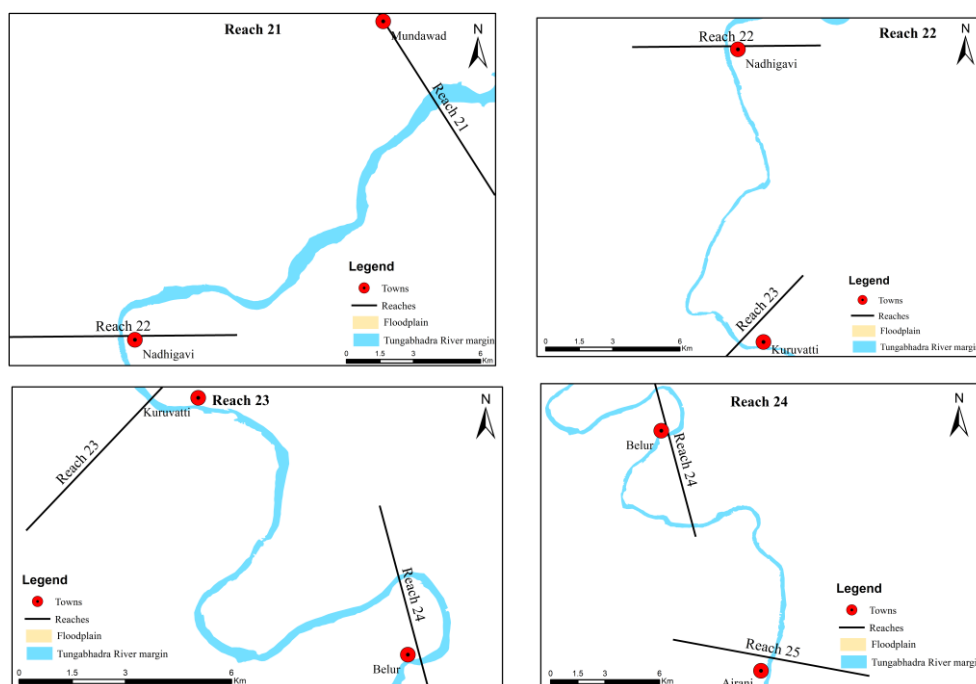 Reach 21
N
Mundawad
Reach 21
Legend
Towns
Reaches
Floodplain
Tungabhadra River margin
Reach 22
Nadhigavi
0 1.5 3 6
Km
Reach 22
Reach 22
N
Nadhigavi
Reach 23
Kuruvatti
Legend
Towns
Reaches
Floodplain
Tungabhadra River margin
0 1.5 3 6
Km
Reach 23
N
Kuruvatti
Reach 23
Reach 24
Belur
Legend
Towns
Reaches
Floodplain
Tungabhadra River margin
0 1.5 3 6
Km
Reach 24
N
Belur
Reach 24
Reach 25
Airani
Legend
Towns
Reaches
Floodplain
Tungabhadra River margin
0 1.5 3 6
Km